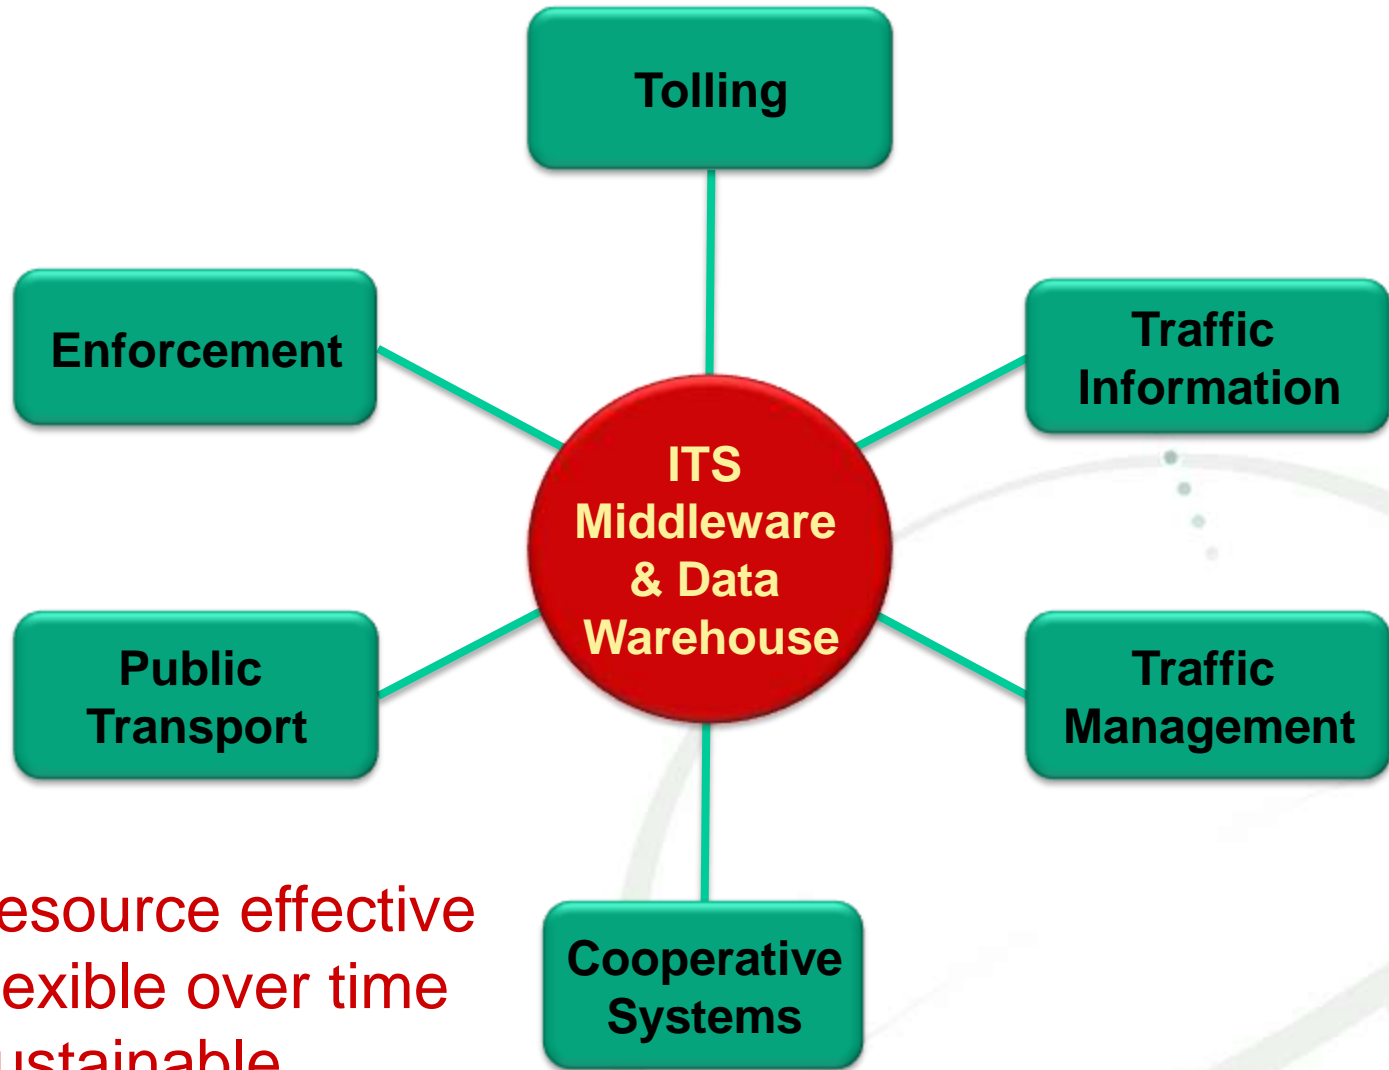 Tolling
Enforcement
Traffic
Information
ITS
Middleware
& Data
Warehouse
Public
Transport
Traffic
Management
esource effective
exible over time
Cooperative
Systems
ustainable